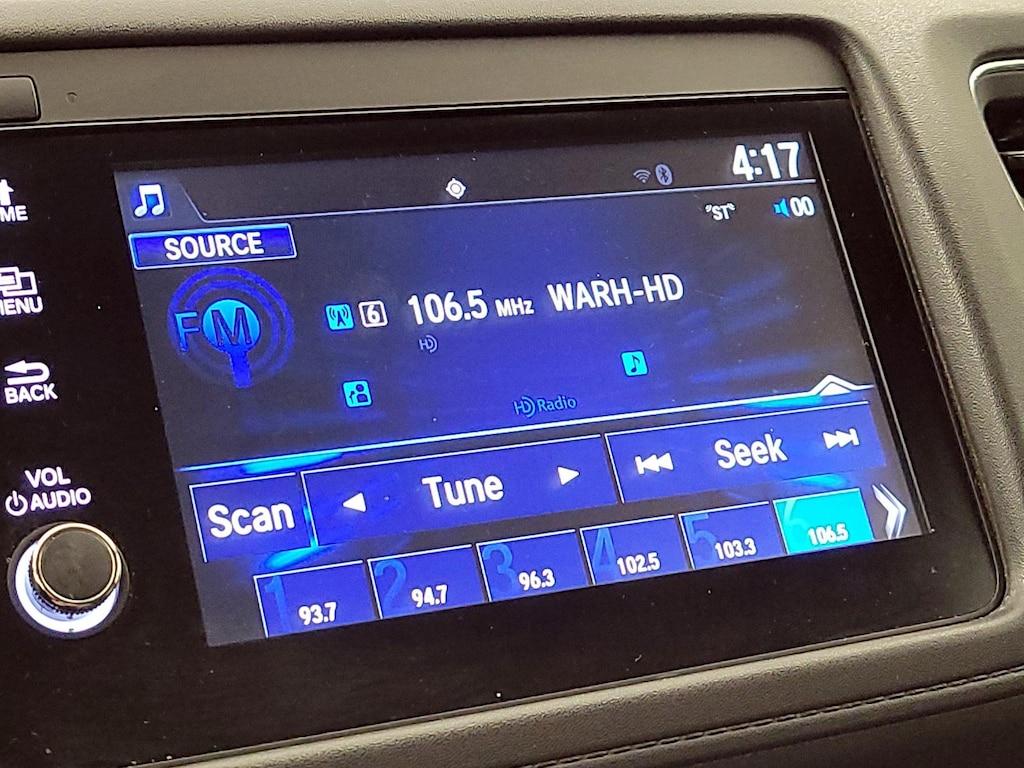 4:17
ME
"ST"
00
SOURCE
FM
6 106.5 MHz WARH-HD
HD
MENU
BACK
HD Radio
VOL
AUDIO
Scan
Tune
Seek
1 93.7
2 94.7
3 96.3
4 102.5
5 103.3
6 106.5